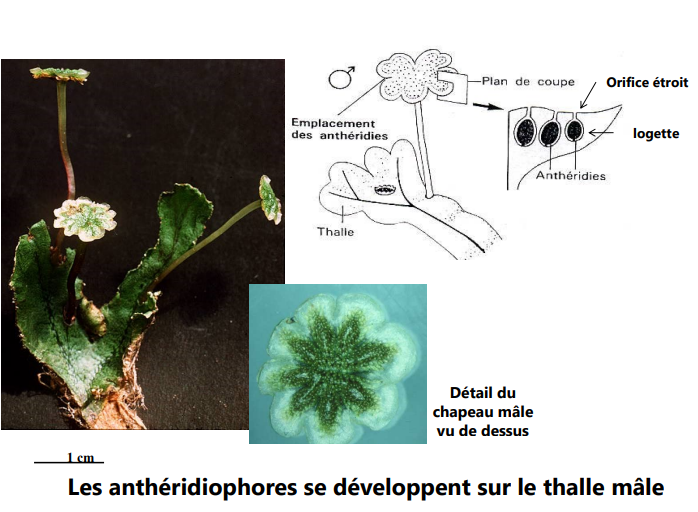 ♂
Plan de coupe
Orifice étroit
Emplacement
des anthéridies
logette
Anthéridies
Thalle
Détail du
chapeau mâle
vu de dessus
1 cm
Les anthéridiophores se développent sur le thalle mâle